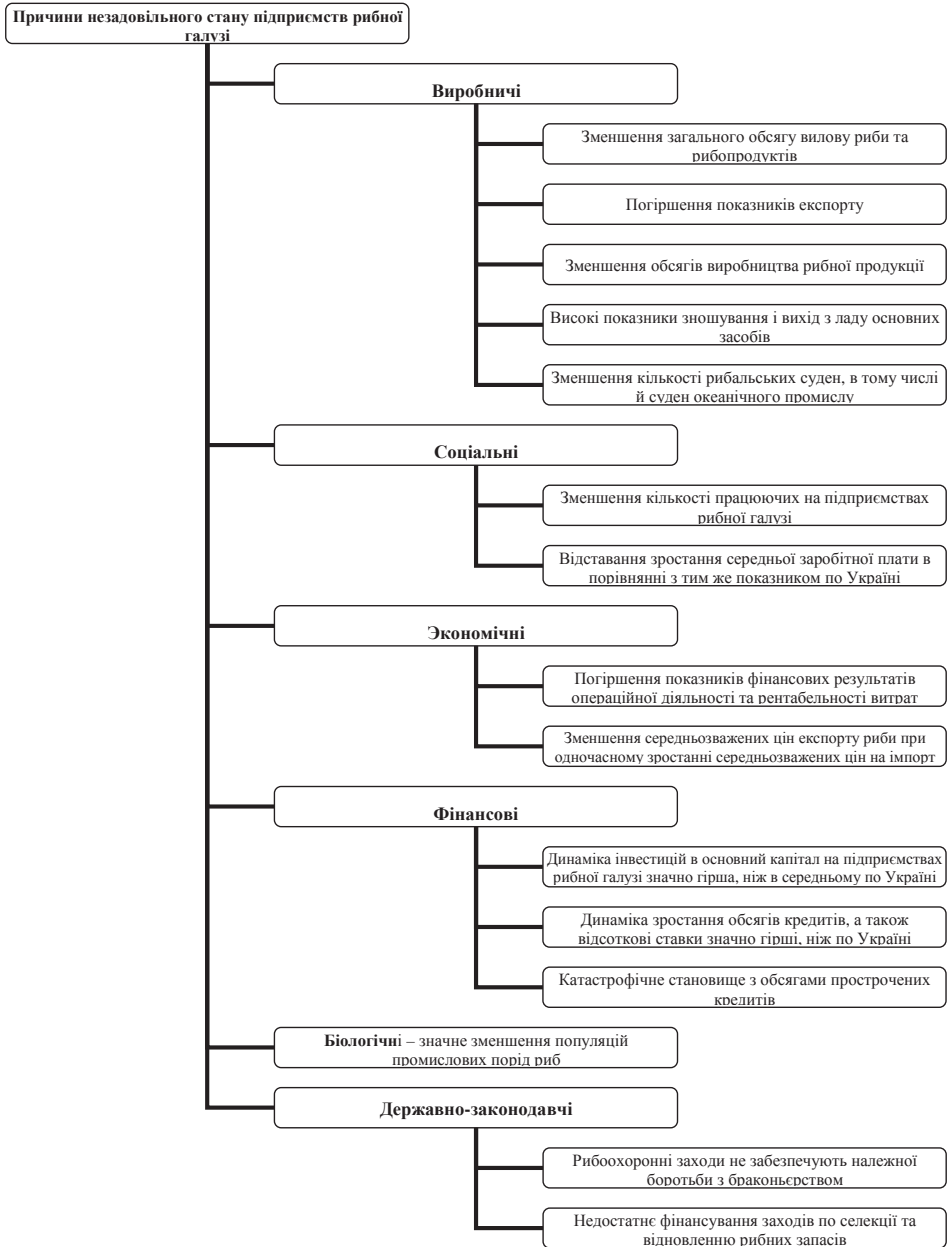 Причини незадовільного стану підприємств рибної
галузі
Виробничі
Зменшення загального обсягу вилову риби та
рибопродуктів
Погіршення показників експорту
Зменшення обсягів виробництва рибної продукції
Високі показники зношування і вихід з ладу основних
засобів
Зменшення кількості рибальських суден, в тому числі
й суден океанічного промислу
Соціальні
Зменшення кількості працюючих на підприємствах
рибної галузі
Відставання зростання середньої заробітної плати в
порівнянні з тим же показником по Україні
Экономічні
Погіршення показників фінансових результатів
операційної діяльності та рентабельності витрат
Зменшення середньозважених цін експорту риби при
одночасному зростанні середньозважених цін на імпорт
Фінансові
Динаміка інвестицій в основний капітал на підприємствах
рибної галузі значно гірша, ніж в середньому по Україні
Динаміка зростання обсягів кредитів, а також
відсоткові ставки значно гірші, ніж по Україні
Катастрофічне становище з обсягами прострочених
кредитів
Біологічні – значне зменшення популяцій
промислових порід риб
Державно-законодавчі
Рибоохоронні заходи не забезпечують належної
боротьби з браконьєрством
Недостатнє фінансування заходів по селекції та
відновленню рибних запасів